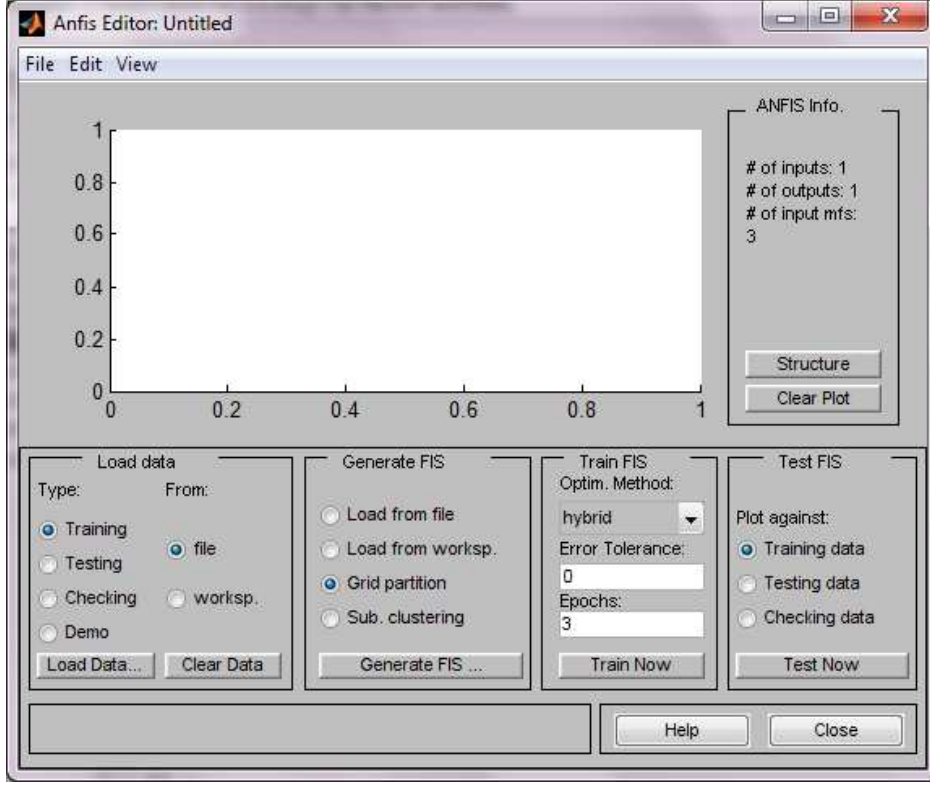 Anfis Editor: Untitled
File Edit View
ANFIS Info.
# of inputs: 1
# of outputs: 1
# of input mfs:
3
Structure
Clear Plot
1
0.8
0.6
0.4
0.2
0
0 0.2 0.4 0.6 0.8 1
Load data
Type: From:
Training
file
Testing
Checking worksp.
Demo
Load Data... Clear Data
Generate FIS
Load from file
Load from worksp.
Grid partition
Sub. clustering
Generate FIS ...
Train FIS
Optim. Method:
hybrid
Error Tolerance:
0
Epochs:
3
Train Now
Test FIS
Plot against:
Training data
Testing data
Checking data
Test Now
Help Close